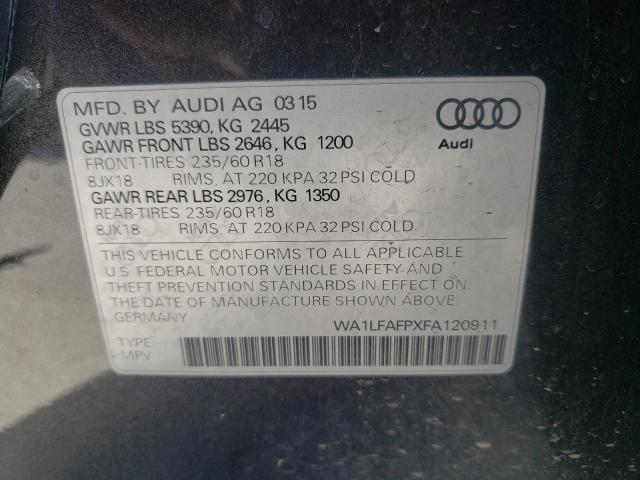 MFD. BY AUDI AG 03 15
GVWR LBS 5390, KG 2445
GAWR FRONT LBS 2646, KG 1200
FRONT-TIRES 235/60 R18
8JX18 RIMS, AT 220 KPA 32 PSI COLD
GAWR REAR LBS 2976, KG 1350
REAR-TIRES 235/60 R18
8JX18 RIMS, AT 220 KPA 32 PSI COLD
Audi
THIS VEHICLE CONFORMS TO ALL APPLICABLE
U.S. FEDERAL MOTOR VEHICLE SAFETY AND
THEFT PREVENTION STANDARDS IN EFFECT ON
THE DATE OF MANUFACTURE SHOWN ABOVE.
GERMANY
WA1LFAFPXFA120911
TYPE
MPV